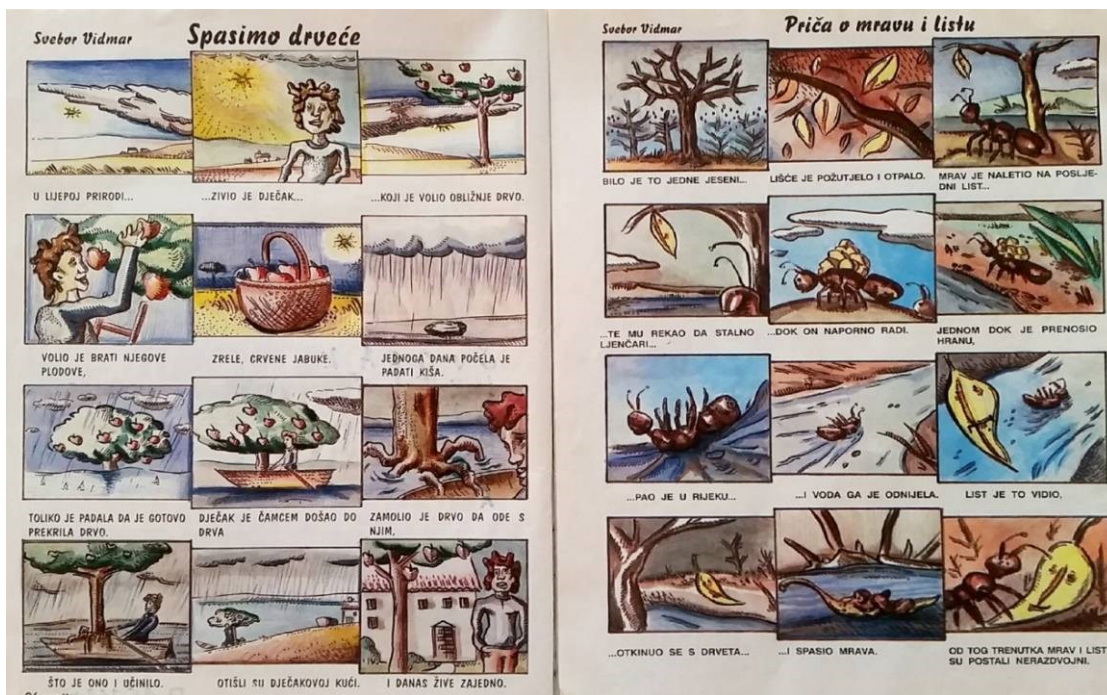 Svebor Vidmar
Spasimo drveće
U LIJEPOJ PRIRODI...
...ZIVIO JE DJEČAK...
...KOJI JE VOLIO OBLIŽNJE DRVO.
VOLIO JE BRATI NJEGOVE
PLODOVE,
ZRELE, CRVENE JABUKE.
JEDNOGA DANA POČELA JE
PADATI KIŠA.
TOLIKO JE PADALA DA JE GOTOVO
PREKRILA DRVO.
DJEČAK JE ČAMCEM DOŠAO DO
DRVA
ZAMOLIO JE DRVO DA ODE S
NJIM,
ŠTO JE ONO I UČINILO.
OTIŠLI SU DJEČAKOVOJ KUĆI.
I DANAS ŽIVE ZAJEDNO.
Svebor Vidmar
Priča o mravu i listu
BILO JE TO JEDNE JESENI...
LIŠĆE JE POŽUTJELO I OTPALO.
MRAV JE NALETIO NA POSLJE-
DNI LIST...
...TE MU REKAO DA STALNO
LJENČARI...
...DOK ON NAPORNO RADI.
JEDNOM DOK JE PRENOSIO
HRANU,
...PAO JE U RIJEKU...
...I VODA GA JE ODNIJELA.
LIST JE TO VIDIO,
...OTKINUO SE S DRVETA...
...I SPASIO MRAVA.
OD TOG TRENUTKA MRAV I LIST
SU POSTALI NERAZDVOJNI.